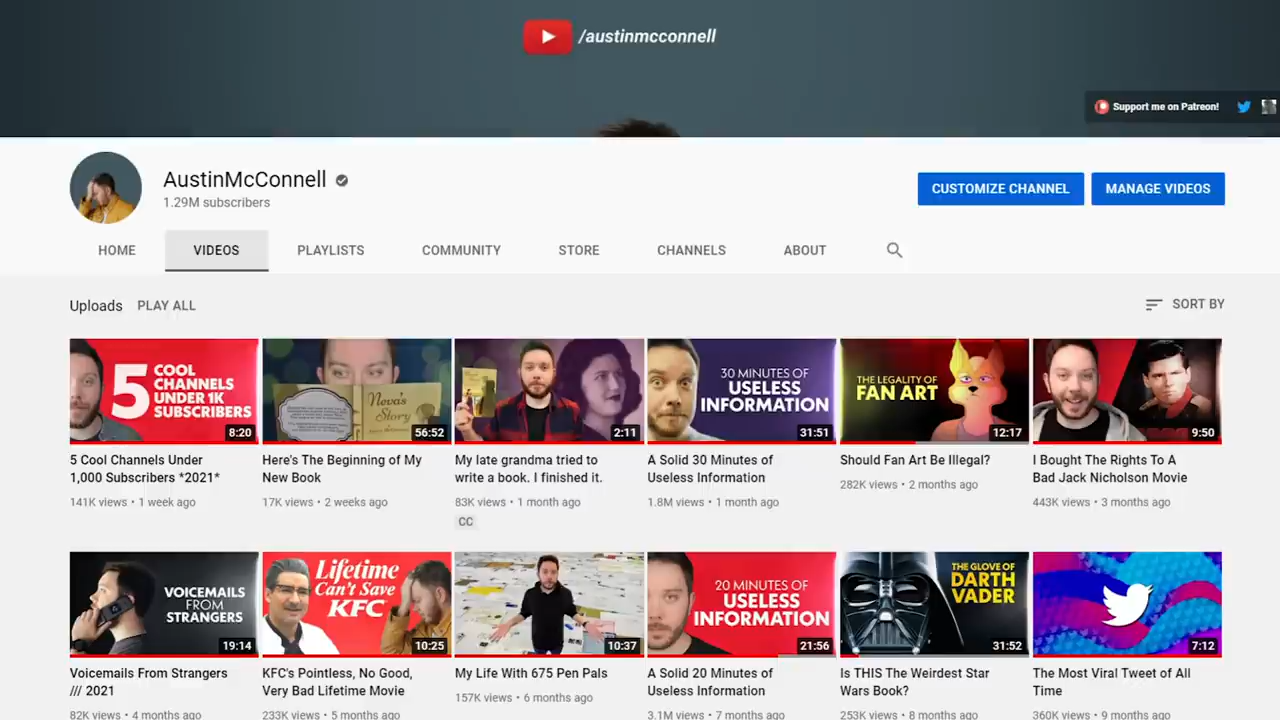 /austinmcconnell
Support me on Patreon!
AustinMcConnell
1.29M subscribers
CUSTOMIZE CHANNEL
MANAGE VIDEOS
HOME
VIDEOS
PLAYLISTS
COMMUNITY
STORE
CHANNELS
ABOUT
Uploads
PLAY ALL
SORT BY
5 COOL
CHANNELS
UNDER 1K
SUBSCRIBERS
8:20
Neva's
Story
56:52
2:11
30 MINUTES OF
USELESS
INFORMATION
31:51
THE LEGALITY OF
FAN ART
12:17
9:50
5 Cool Channels Under
1,000 Subscribers *2021*
141K views • 1 week ago
Here's The Beginning of My
New Book
17K views • 2 weeks ago
My late grandma tried to
write a book. I finished it.
83K views • 1 month ago
CC
A Solid 30 Minutes of
Useless Information
1.8M views • 1 month ago
Should Fan Art Be Illegal?
282K views • 2 months ago
I Bought The Rights To A
Bad Jack Nicholson Movie
443K views • 3 months ago
VOICEMAILS
FROM
STRANGERS
19:14
Lifetime
Can't Save
KFC
10:25
10:37
20 MINUTES OF
USELESS
INFORMATION
21:56
THE GLOVE OF
DARTH
VADER
31:52
7:12
Voicemails From Strangers
/// 2021
82K views • 4 months ago
KFC's Pointless, No Good,
Very Bad Lifetime Movie
233K views • 5 months ago
My Life With 675 Pen Pals
157K views • 6 months ago
A Solid 20 Minutes of
Useless Information
3.1M views • 7 months ago
Is THIS The Weirdest Star
Wars Book?
253K views • 8 months ago
The Most Viral Tweet of All
Time
360K views • 9 months ago